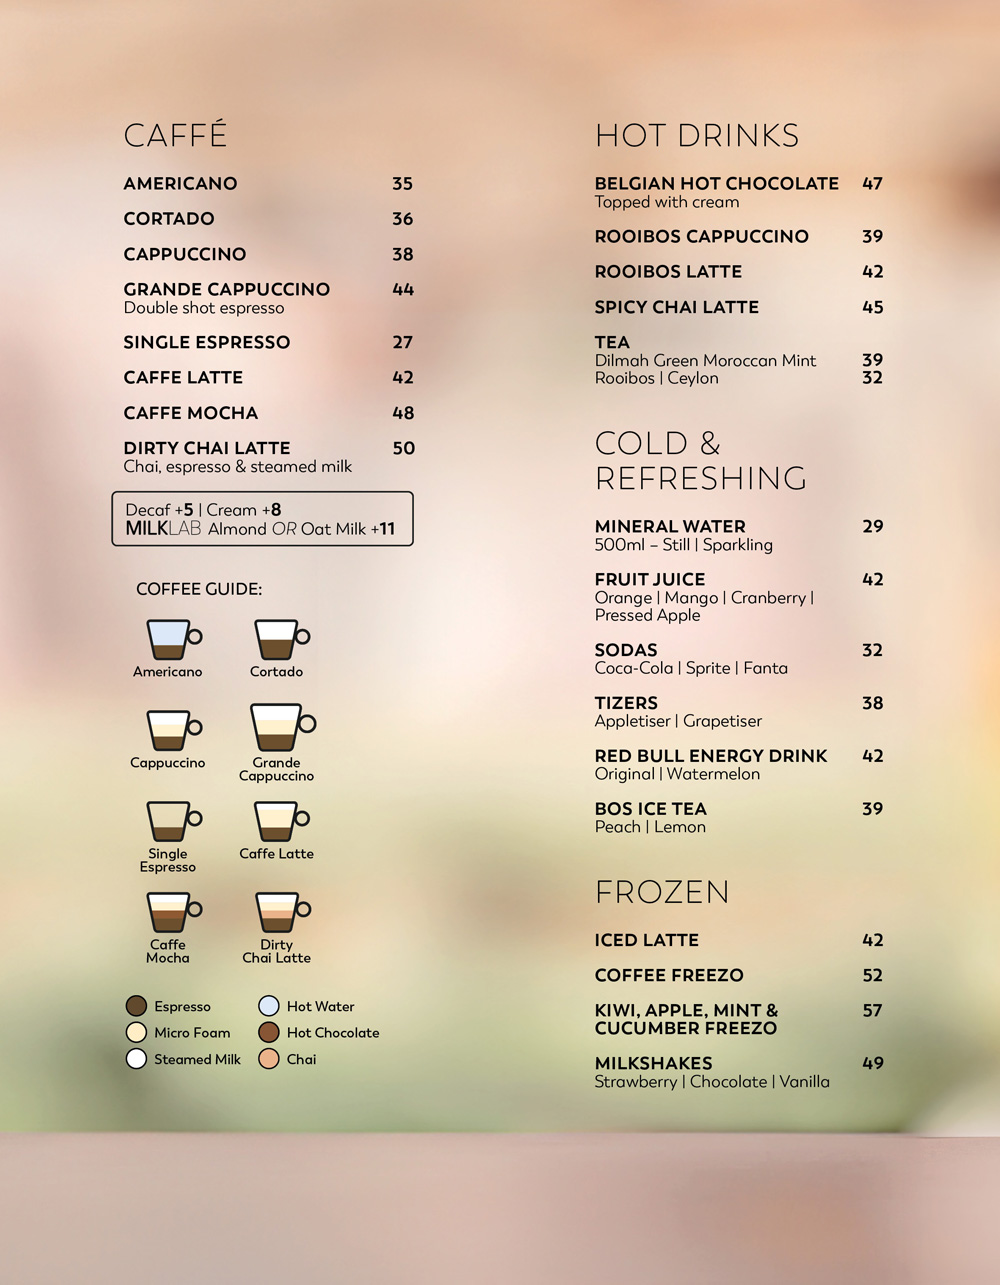 CAFFÉ
AMERICANO 35
CORTADO 36
CAPPUCCINO 38
GRANDE CAPPUCCINO 44
Double shot espresso
SINGLE ESPRESSO 27
CAFFE LATTE 42
CAFFE MOCHA 48
DIRTY CHAI LATTE 50
Chai, espresso & steamed milk
Decaf +5 | Cream +8
MILKLAB Almond OR Oat Milk +11
COFFEE GUIDE:
Americano Cortado
Cappuccino Grande
Cappuccino
Single Caffe Latte
Espresso
Caffe Dirty
Mocha Chai Latte
Espresso Hot Water
Micro Foam Hot Chocolate
Steamed Milk Chai
HOT DRINKS
BELGIAN HOT CHOCOLATE 47
Topped with cream
ROOIBOS CAPPUCCINO 39
ROOIBOS LATTE 42
SPICY CHAI LATTE 45
TEA
Dilmah Green Moroccan Mint 39
Rooibos | Ceylon 32
COLD &
REFRESHING
MINERAL WATER 29
500ml – Still | Sparkling
FRUIT JUICE 42
Orange | Mango | Cranberry |
Pressed Apple
SODAS 32
Coca-Cola | Sprite | Fanta
TIZERS 38
Appletiser | Grapetiser
RED BULL ENERGY DRINK 42
Original | Watermelon
BOS ICE TEA 39
Peach | Lemon
FROZEN
ICED LATTE 42
COFFEE FREEZO 52
KIWI, APPLE, MINT & 57
CUCUMBER FREEZO
MILKSHAKES 49
Strawberry | Chocolate | Vanilla